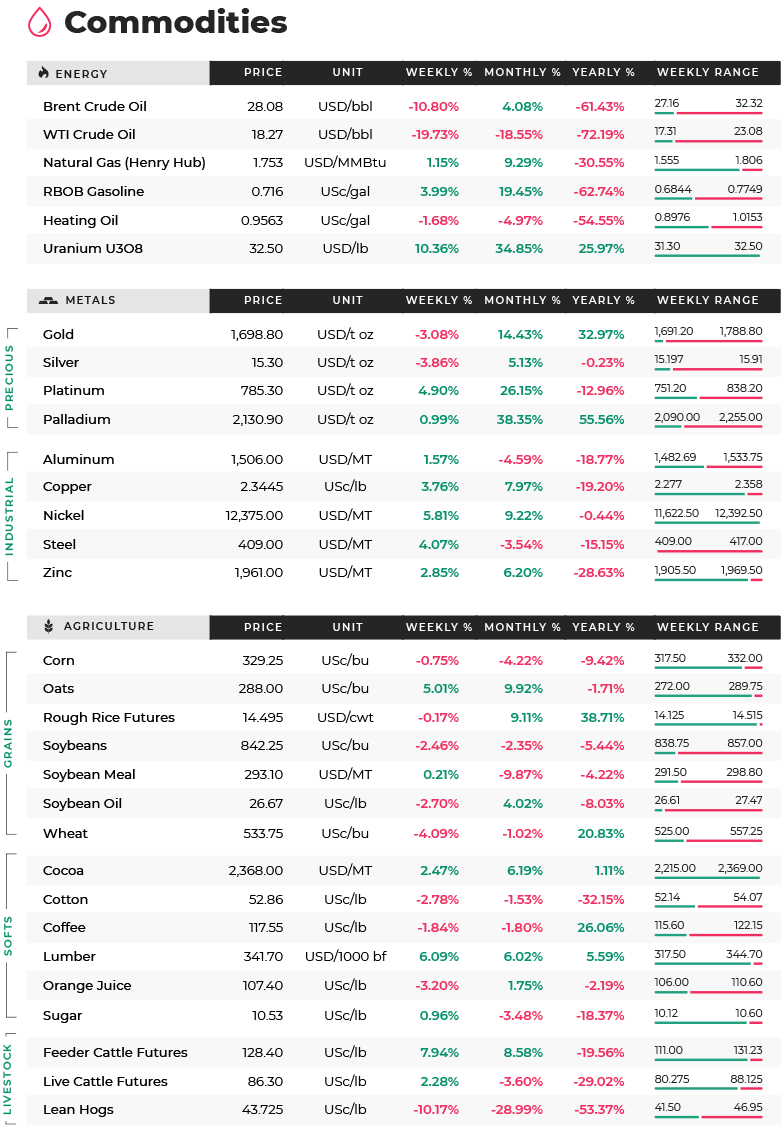 Commodities
ENERGY PRICE UNIT WEEKLY % MONTHLY % YEARLY % WEEKLY RANGE
Brent Crude Oil 28.08 USD/bbl -10.80% 4.08% -61.43% 27.16 32.32
WTI Crude Oil 18.27 USD/bbl -19.73% -18.55% -72.19% 17.31 23.08
Natural Gas (Henry Hub) 1.753 USD/MMBtu 1.15% 9.29% -30.55% 1.555 1.806
RBOB Gasoline 0.716 USc/gal 3.99% 19.45% -62.74% 0.6844 0.7749
Heating Oil 0.9563 USc/gal -1.68% -4.97% -54.55% 0.8976 1.0153
Uranium U3O8 32.50 USD/lb 10.36% 34.85% 25.97% 31.30 32.50
METALS PRICE UNIT WEEKLY % MONTHLY % YEARLY % WEEKLY RANGE
PRECIOUS
Gold 1,698.80 USD/t oz -3.08% 14.43% 32.97% 1,691.20 1,788.80
Silver 15.30 USD/t oz -3.86% 5.13% -0.23% 15.197 15.91
Platinum 785.30 USD/t oz 4.90% 26.15% -12.96% 751.20 838.20
Palladium 2,130.90 USD/t oz 0.99% 38.35% 55.56% 2,090.00 2,255.00
INDUSTRIAL
Aluminum 1,506.00 USD/MT 1.57% -4.59% -18.77% 1,482.69 1,533.75
Copper 2.3445 USc/lb 3.76% 7.97% -19.20% 2.277 2.358
Nickel 12,375.00 USD/MT 5.81% 9.22% -0.44% 11,622.50 12,392.50
Steel 409.00 USD/MT 4.07% -3.54% -15.15% 409.00 417.00
Zinc 1,961.00 USD/MT 2.85% 6.20% -28.63% 1,905.50 1,969.50
AGRICULTURE PRICE UNIT WEEKLY % MONTHLY % YEARLY % WEEKLY RANGE
GRAINS
Corn 329.25 USc/bu -0.75% -4.22% -9.42% 317.50 332.00
Oats 288.00 USc/bu 5.01% 9.92% -1.71% 272.00 289.75
Rough Rice Futures 14.495 USD/cwt -0.17% 9.11% 38.71% 14.125 14.515
Soybeans 842.25 USc/bu -2.46% -2.35% -5.44% 838.75 857.00
Soybean Meal 293.10 USD/MT 0.21% -9.87% -4.22% 291.50 298.80
Soybean Oil 26.67 USc/lb -2.70% 4.02% -8.03% 26.61 27.47
Wheat 533.75 USc/bu -4.09% -1.02% 20.83% 525.00 557.25
SOFTS
Cocoa 2,368.00 USD/MT 2.47% 6.19% 1.11% 2,215.00 2,369.00
Cotton 52.86 USc/lb -2.78% -1.53% -32.15% 52.14 54.07
Coffee 117.55 USc/lb -1.84% -1.80% 26.06% 115.60 122.15
Lumber 341.70 USD/1000 bf 6.09% 6.02% 5.59% 317.50 344.70
Orange Juice 107.40 USc/lb -3.20% 1.75% -2.19% 106.00 110.60
Sugar 10.53 USc/lb 0.96% -3.48% -18.37% 10.12 10.60
LIVESTOCK
Feeder Cattle Futures 128.40 USc/lb 7.94% 8.58% -19.56% 111.00 131.23
Live Cattle Futures 86.30 USc/lb 2.28% -3.60% -29.02% 80.275 88.125
Lean Hogs 43.725 USc/lb -10.17% -28.99% -53.37% 41.50 46.95